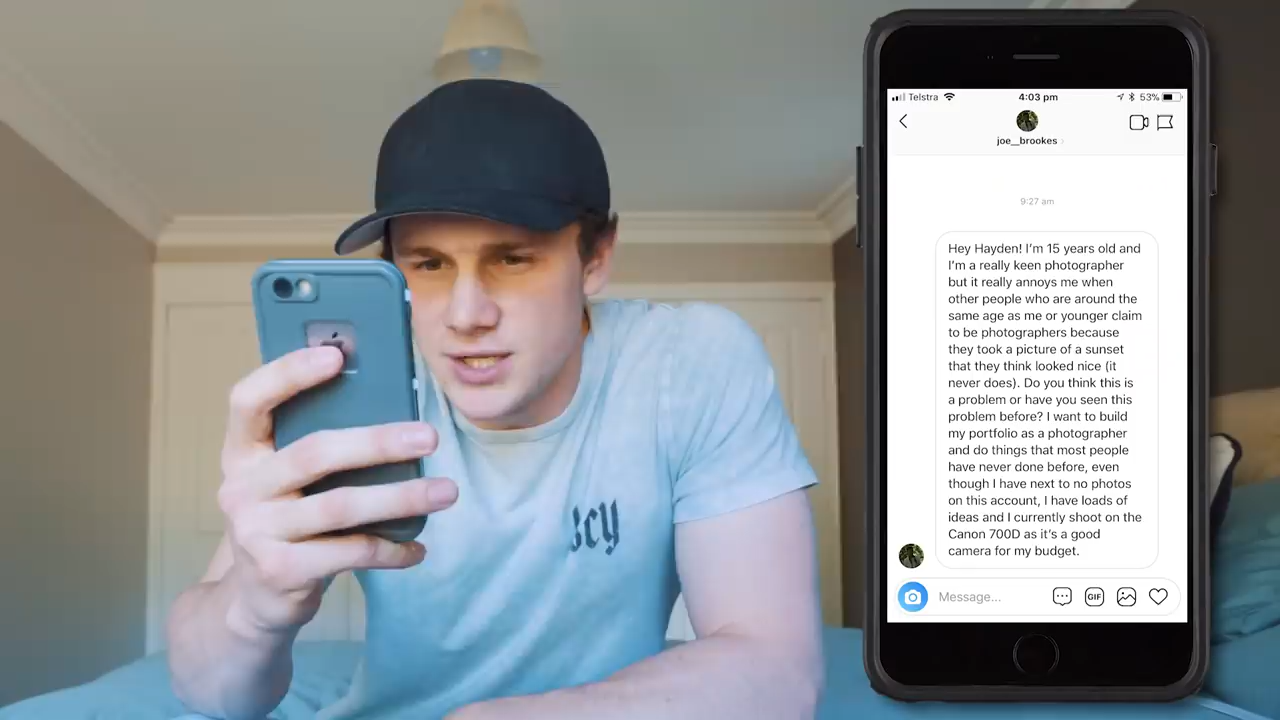 Telstra
4:03 pm
53%
joe__brookes
9:27 am
Hey Hayden! I'm 15 years old and
I'm a really keen photographer
but it really annoys me when
other people who are around the
same age as me or younger claim
to be photographers because
they took a picture of a sunset
that they think looked nice (it
never does). Do you think this is
a problem or have you seen this
problem before? I want to build
my portfolio as a photographer
and do things that most people
have never done before, even
though I have next to no photos
on this account, I have loads of
ideas and I currently shoot on the
Canon 700D as it's a good
camera for my budget.
Message...
GIF